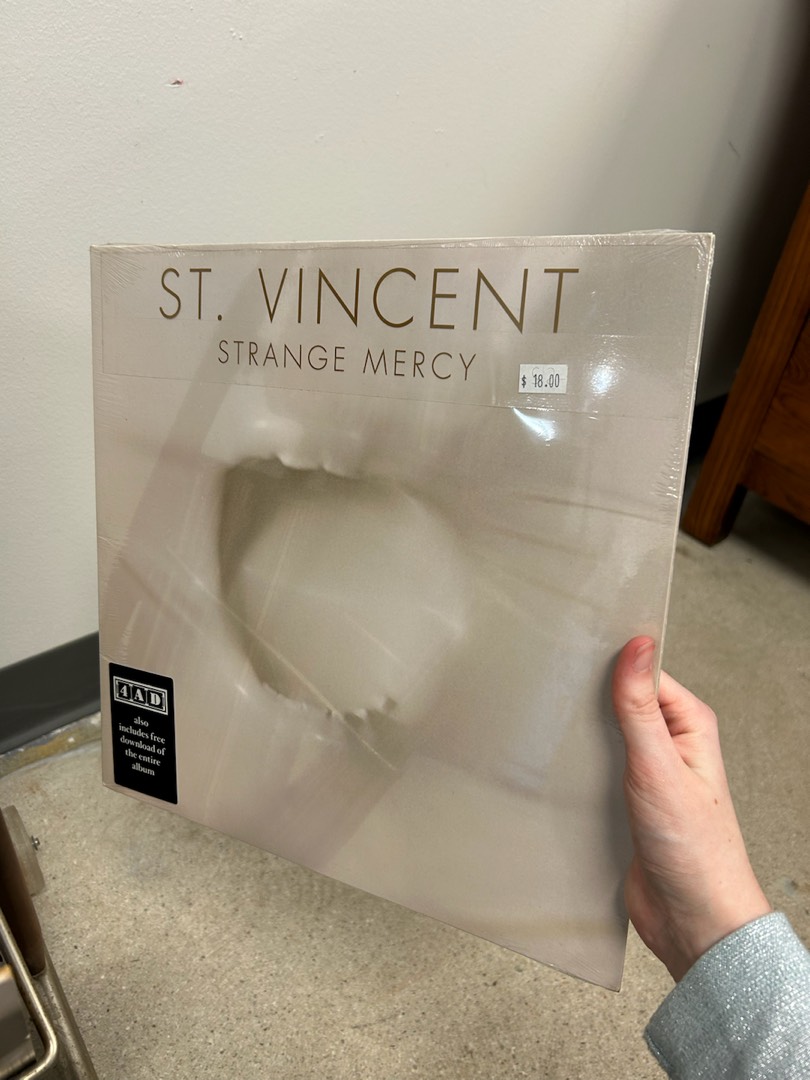 ST. VINCENT
STRANGE MERCY
$ 18.00
4AD
also
includes free
download of
the entire
album